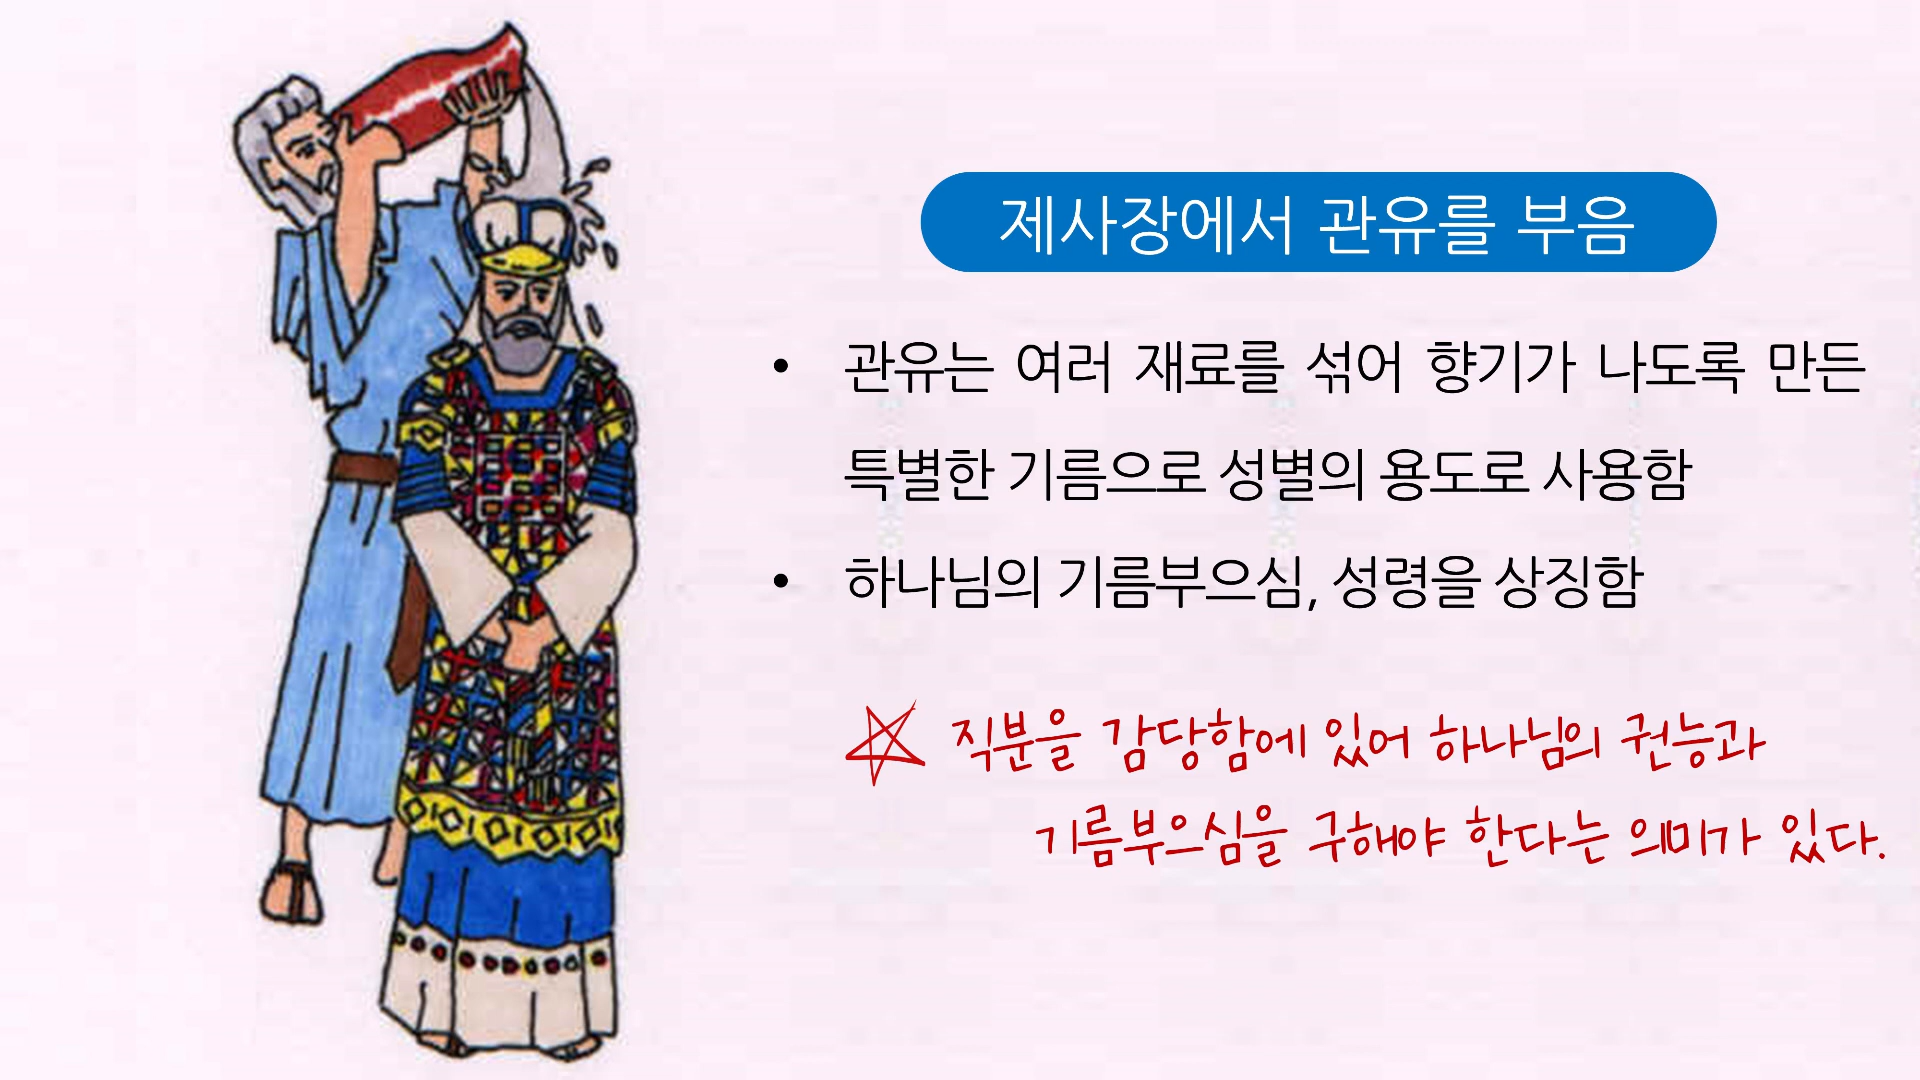 제사장에서 관유를 부음
• 관유는 여러 재료를 섞어 향기가 나도록 만든
특별한 기름으로 성별의 용도로 사용함
• 하나님의 기름부으심, 성령을 상징함
☆ 직분을 감당함에 있어 하나님의 권능과
기름부으심을 구해야 한다는 의미가 있다.